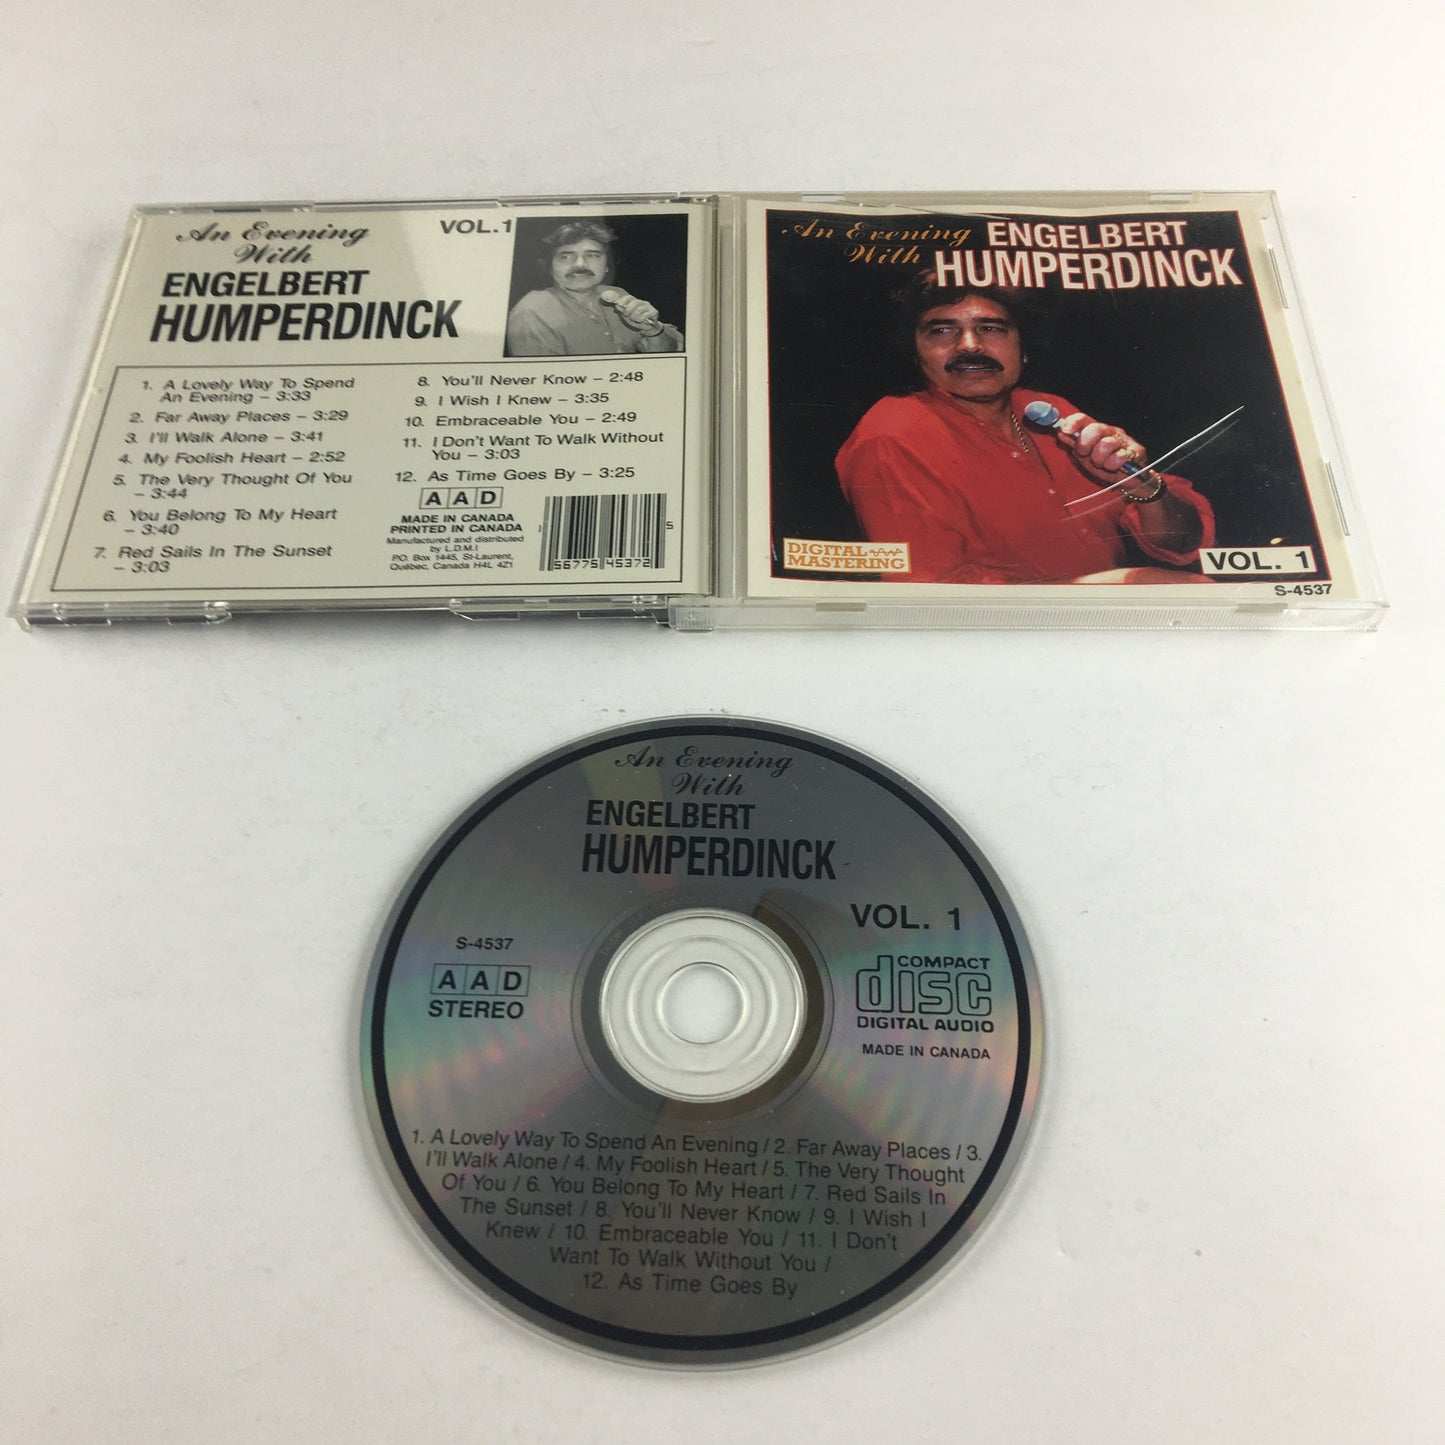 An Evening
With
ENGELBERT
HUMPERDINCK
VOL.1
1. A Lovely Way To Spend
An Evening – 3:33
2. Far Away Places – 3:29
3. I'll Walk Alone – 3:41
4. My Foolish Heart – 2:52
5. The Very Thought Of You
– 3:44
6. You Belong To My Heart
– 3:40
7. Red Sails In The Sunset
– 3:03
8. You'll Never Know – 2:48
9. I Wish I Knew – 3:35
10. Embraceable You – 2:49
11. I Don't Want To Walk Without
You – 3:03
12. As Time Goes By – 3:25
A A D
MADE IN CANADA
PRINTED IN CANADA
Manufactured and distributed
by L.D.M.I
P.O. Box 1445, St-Laurent,
Québec, Canada H4L 4Z1
56775 45372
5
An Evening
With
ENGELBERT
HUMPERDINCK
DIGITAL
MASTERING
VOL. 1
S-4537
An Evening
With
ENGELBERT
HUMPERDINCK
VOL. 1
S-4537
A A D
STEREO
COMPACT
disc
DIGITAL AUDIO
MADE IN CANADA
1. A Lovely Way To Spend An Evening / 2. Far Away Places / 3.
I'll Walk Alone / 4. My Foolish Heart / 5. The Very Thought
Of You / 6. You Belong To My Heart / 7. Red Sails In
The Sunset / 8. You'll Never Know / 9. I Wish I
Knew / 10. Embraceable You / 11. I Don't
Want To Walk Without You /
12. As Time Goes By